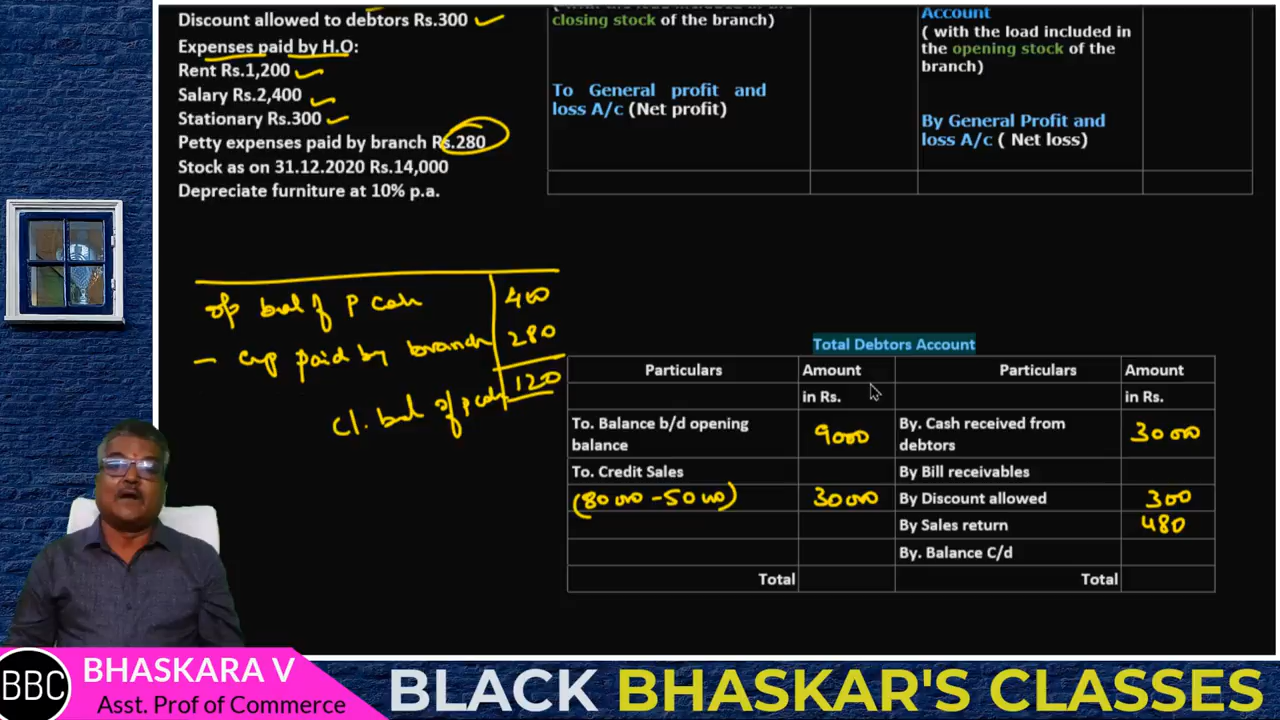 Discount allowed to debtors Rs.300
Expenses paid by H.O:
Rent Rs.1,200
Salary Rs.2,400
Stationary Rs.300
Petty expenses paid by branch Rs.280
Stock as on 31.12.2020 Rs.14,000
Depreciate furniture at 10% p.a.
closing stock of the branch)
To General profit and
loss A/c (Net profit)
Account
( with the load included in
the opening stock of the
branch)
By General Profit and
loss A/c ( Net loss)
op bal of P cash 400
- exp paid by branch 280
cl. bal of p cash 120
Total Debtors Account
Particulars Amount Particulars Amount
in Rs. in Rs.
To. Balance b/d opening By. Cash received from
balance 9000 debtors 30000
To. Credit Sales By Bill receivables
(80000-50000) 30000 By Discount allowed 300
By Sales return 480
By. Balance C/d
Total Total
BBC
BHASKARA V
Asst. Prof of Commerce
BLACK BHASKAR'S CLASSES